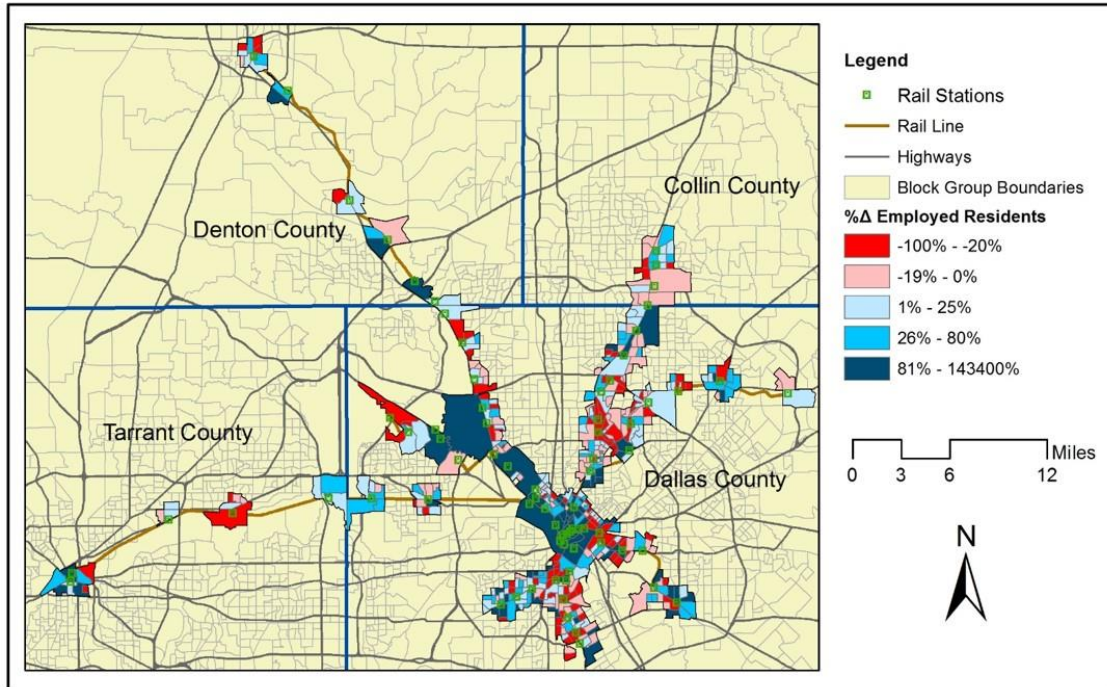 Legend
Rail Stations
Rail Line
Highways
Block Group Boundaries
%Δ Employed Residents
-100% - -20%
-19% - 0%
1% - 25%
26% - 80%
81% - 143400%
Collin County
Denton County
Tarrant County
Dallas County
0 3 6 12 Miles
N